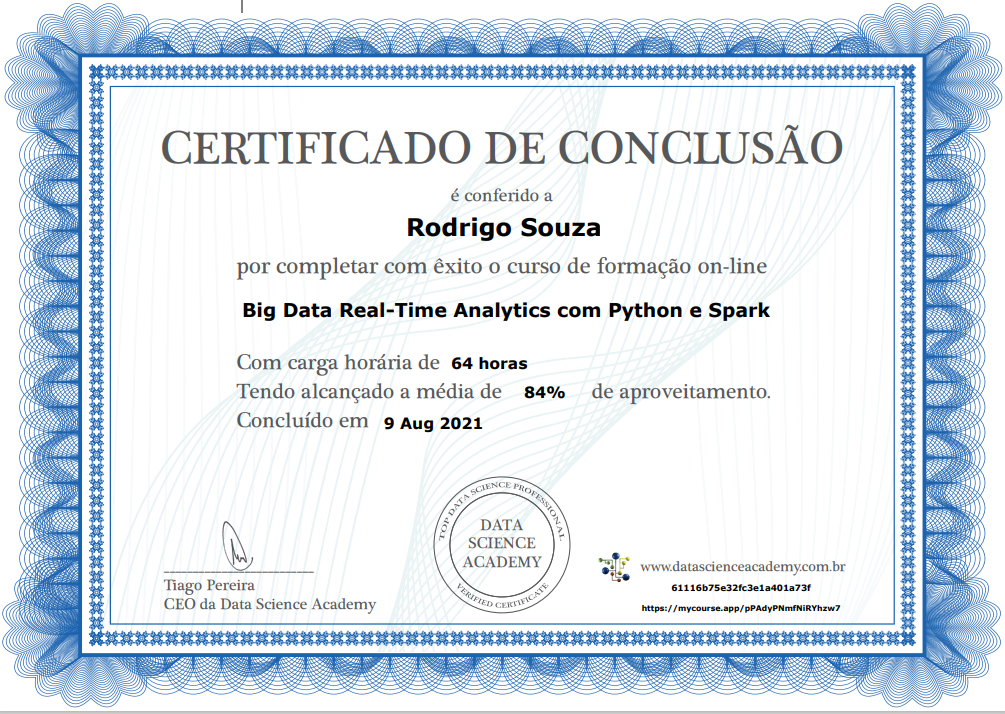 CERTIFICADO DE CONCLUSÃO
é conferido a
Rodrigo Souza
por completar com êxito o curso de formação on-line
Big Data Real-Time Analytics com Python e Spark
Com carga horária de 64 horas
Tendo alcançado a média de 84% de aproveitamento.
Concluído em 9 Aug 2021
TOP DATA SCIENCE PROFESSIONAL
DATA
SCIENCE
ACADEMY
VERIFIED CERTIFICATE
Tiago Pereira
CEO da Data Science Academy
www.datascienceacademy.com.br
61116b75e32fc3e1a401a73f
https://mycourse.app/pPAdyPNmfNiRYhzw7